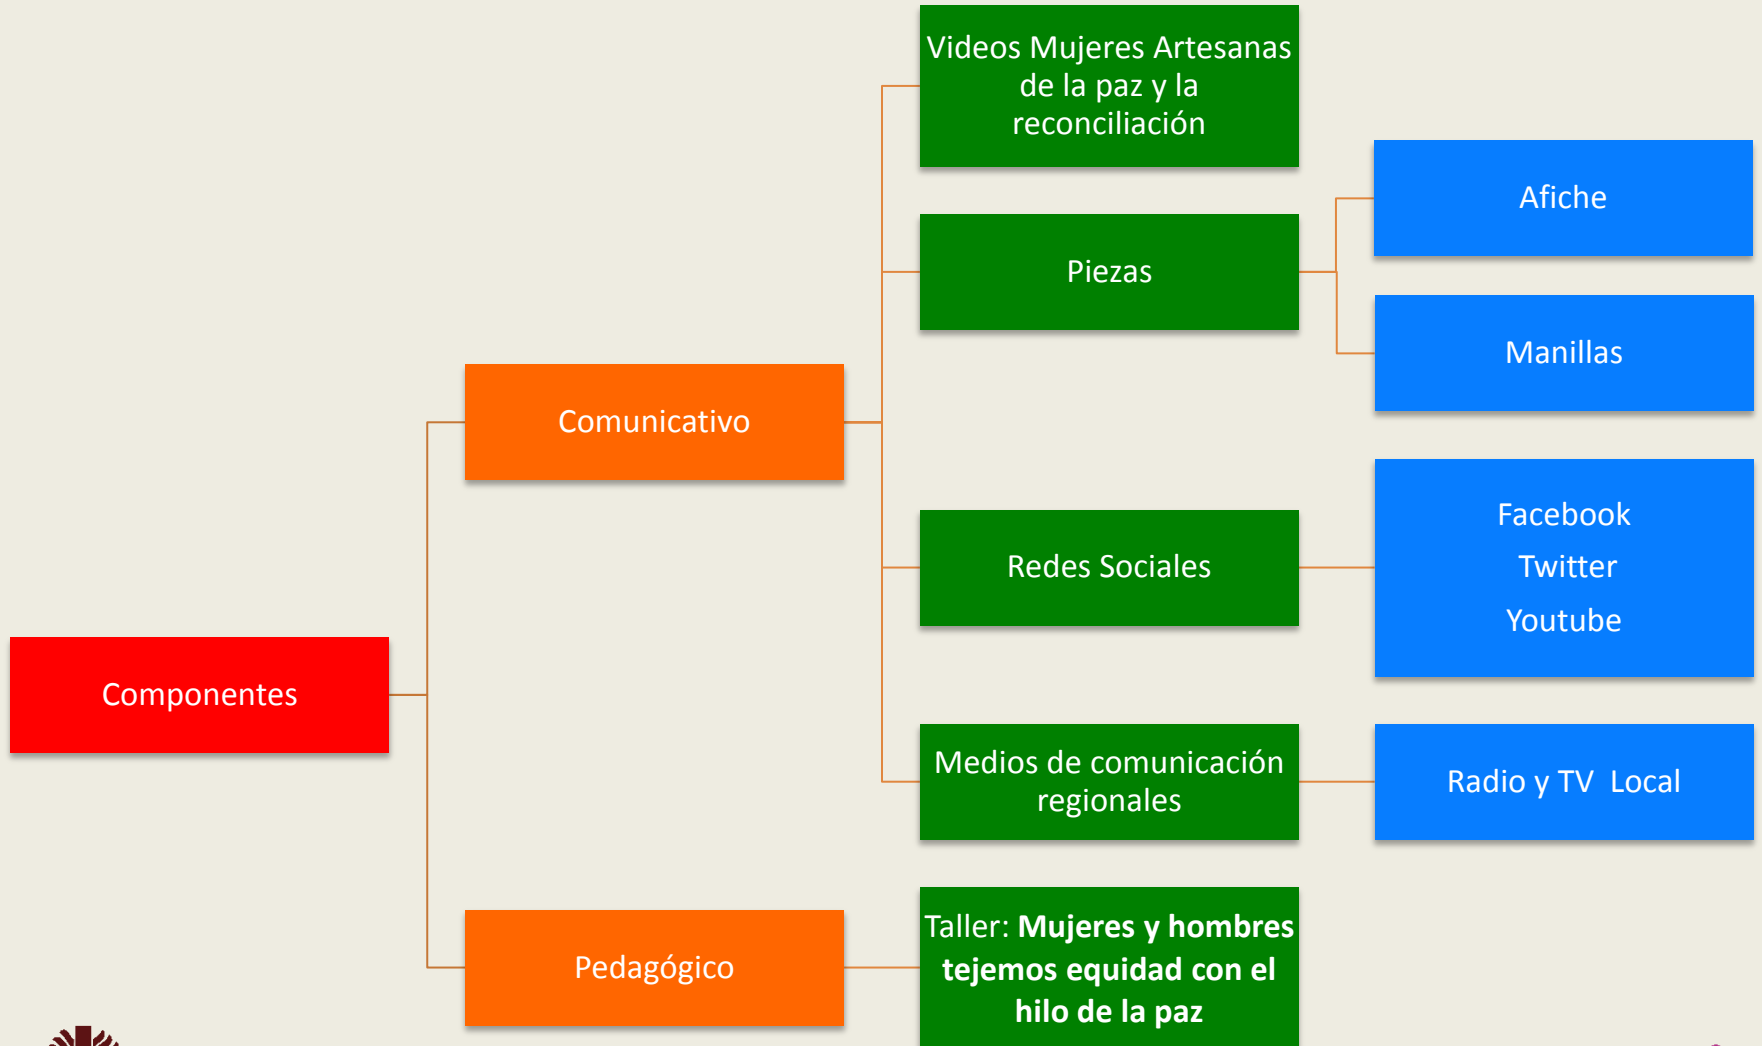 Videos Mujeres Artesanas
de la paz y la
reconciliación
Afiche
Piezas
Manillas
Comunicativo
Facebook
Twitter
Youtube
Redes Sociales
Componentes
Medios de comunicación
regionales
Radio y TV  Local
Pedagógico
Taller: Mujeres y hombres
tejemos equidad con el
hilo de la paz